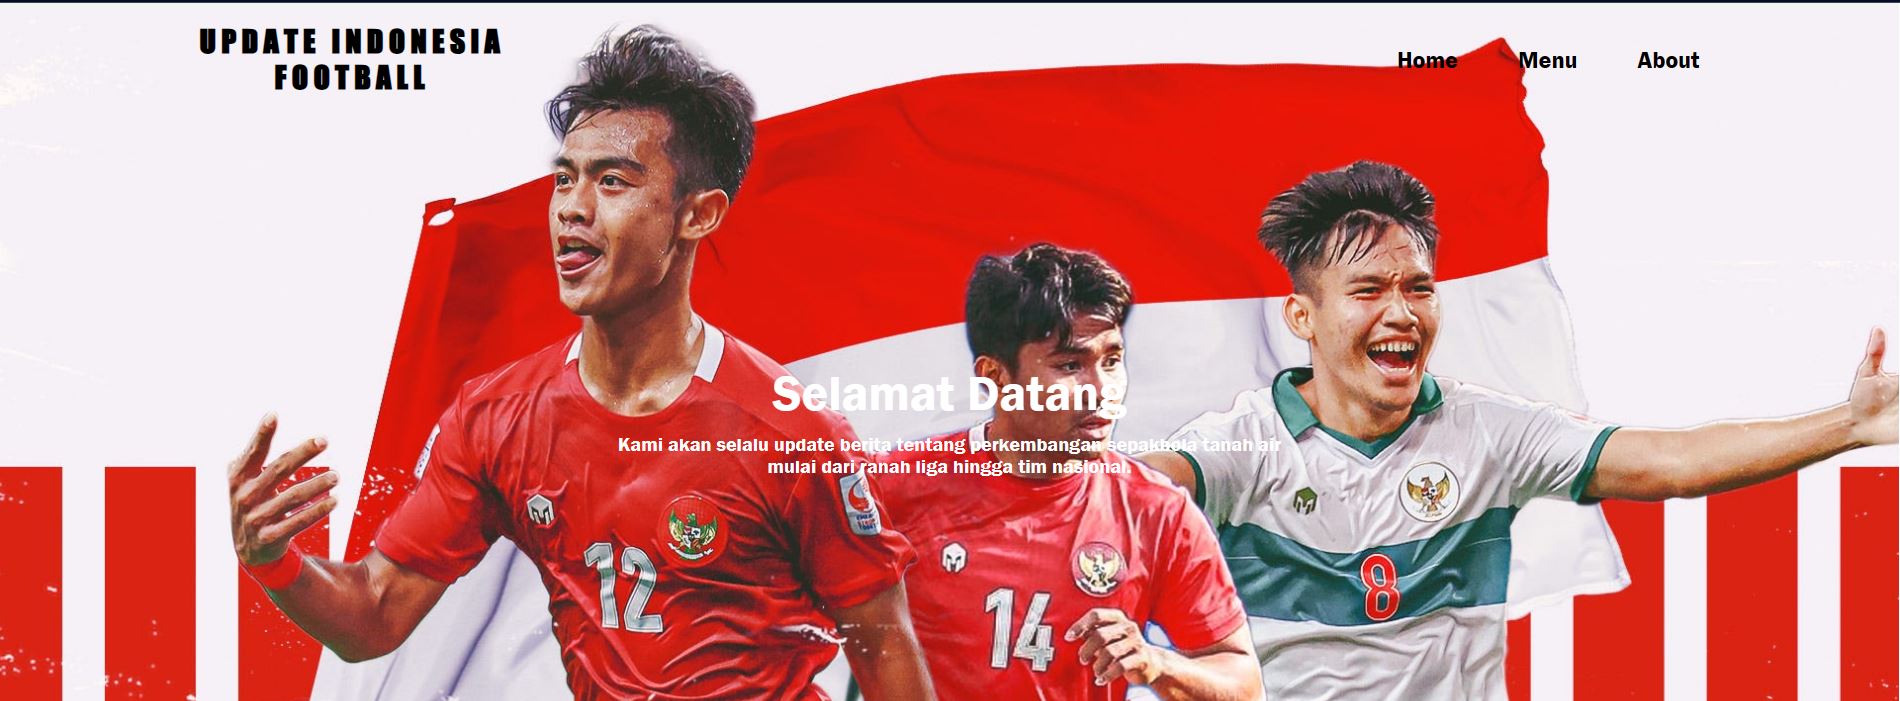 UPDATE INDONESIA
FOOTBALL
Home Menu About
Selamat Datang
Kami akan selalu update berita tentang perkembangan sepakbola tanah air
mulai dari ranah liga hingga tim nasional.
12
14
8